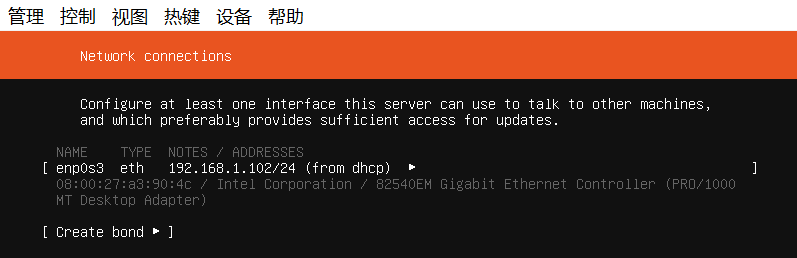 管理 控制 视图 热键 设备 帮助
Network connections
Configure at least one interface this server can use to talk to other machines,
and which preferably provides sufficient access for updates.
NAME TYPE NOTES / ADDRESSES
[ enp0s3 eth 192.168.1.102/24 (from dhcp) ▸ ]
08:00:27:a3:90:4c / Intel Corporation / 82540EM Gigabit Ethernet Controller (PRO/1000
MT Desktop Adapter)
[ Create bond ▸ ]